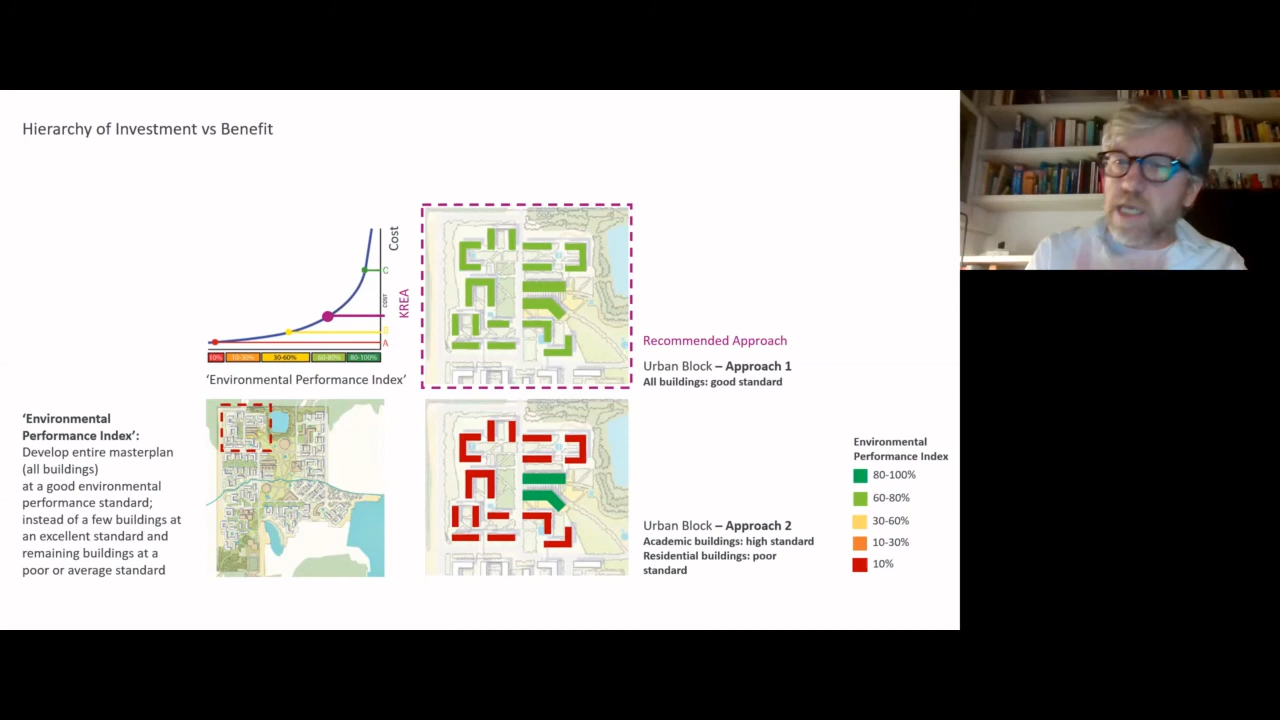 Hierarchy of Investment vs Benefit
Cost
C
COST
KREA
B
A
10%
10-30%
30-60%
60-80%
80-100%
‘Environmental Performance Index’
‘Environmental
Performance Index’:
Develop entire masterplan
(all buildings)
at a good environmental
performance standard;
instead of a few buildings at
an excellent standard and
remaining buildings at a
poor or average standard
Recommended Approach
Urban Block – Approach 1
All buildings: good standard
Urban Block – Approach 2
Academic buildings: high standard
Residential buildings: poor
standard
Environmental
Performance Index
80-100%
60-80%
30-60%
10-30%
10%